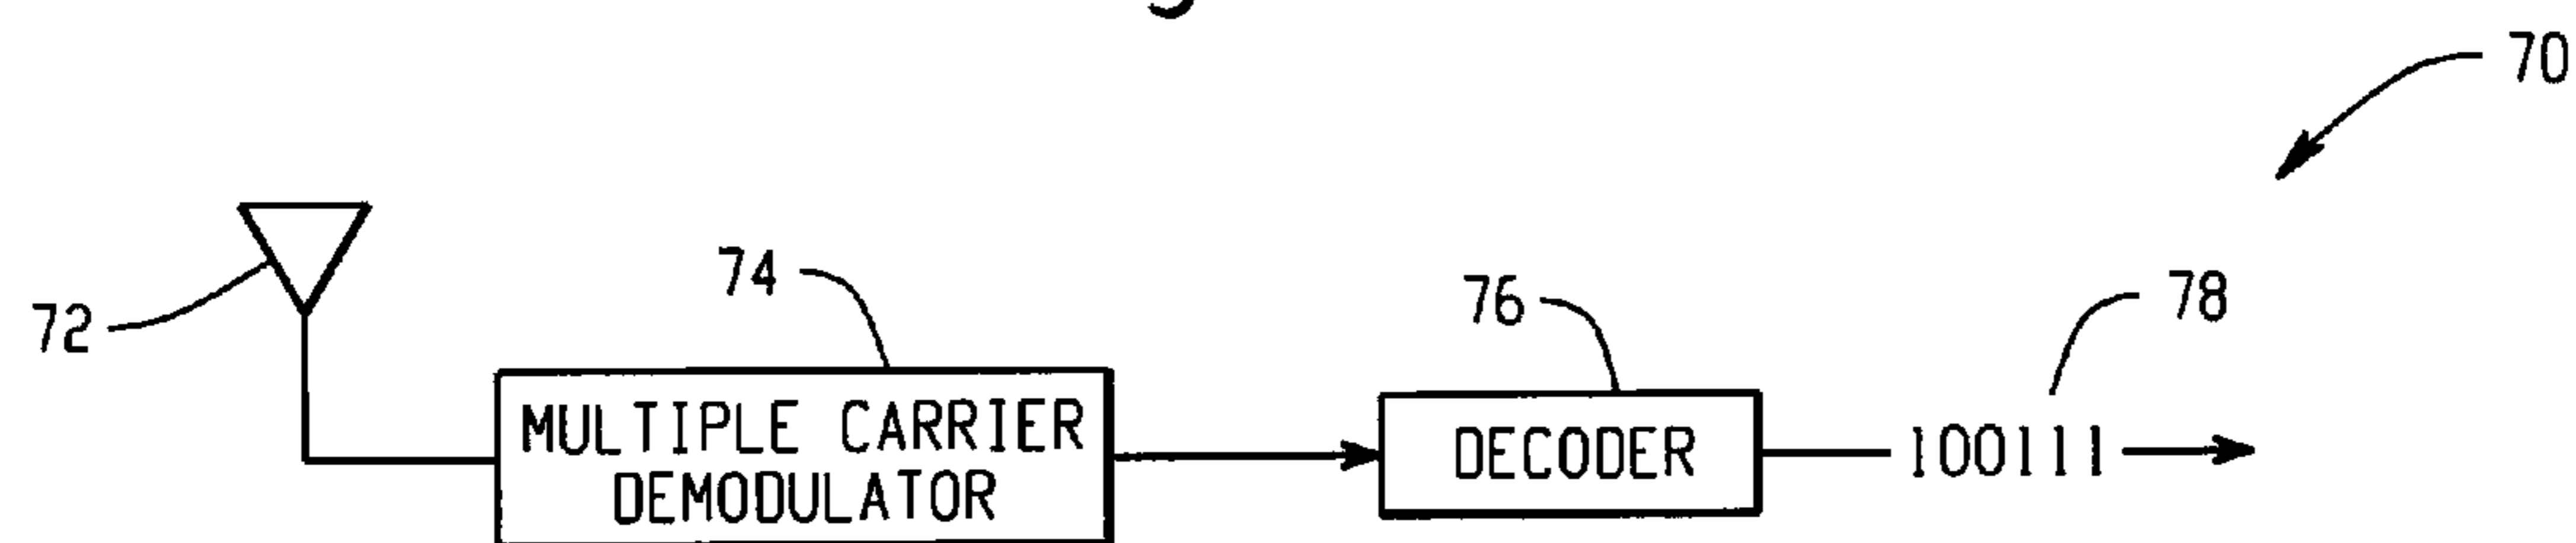 70
72
74
76
78
MULTIPLE CARRIER
DEMODULATOR
DECODER
100111